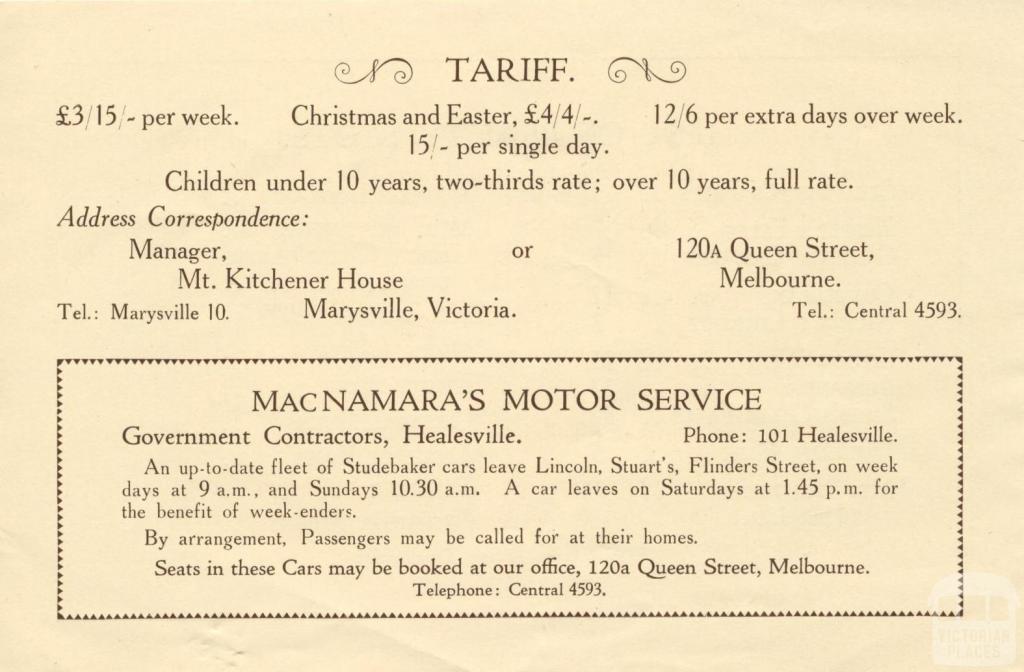 TARIFF.
£3/15/- per week. Christmas and Easter, £4/4/-. 12/6 per extra days over week.
15/- per single day.
Children under 10 years, two-thirds rate; over 10 years, full rate.
Address Correspondence:
Manager, or 120A Queen Street,
Mt. Kitchener House Melbourne.
Tel.: Marysville 10. Marysville, Victoria. Tel.: Central 4593.
MACNAMARA'S MOTOR SERVICE
Government Contractors, Healesville. Phone: 101 Healesville.
An up-to-date fleet of Studebaker cars leave Lincoln, Stuart's, Flinders Street, on week
days at 9 a.m., and Sundays 10.30 a.m. A car leaves on Saturdays at 1.45 p.m. for
the benefit of week-enders.
By arrangement, Passengers may be called for at their homes.
Seats in these Cars may be booked at our office, 120a Queen Street, Melbourne.
Telephone: Central 4593.
VICTORIAN
PLACES